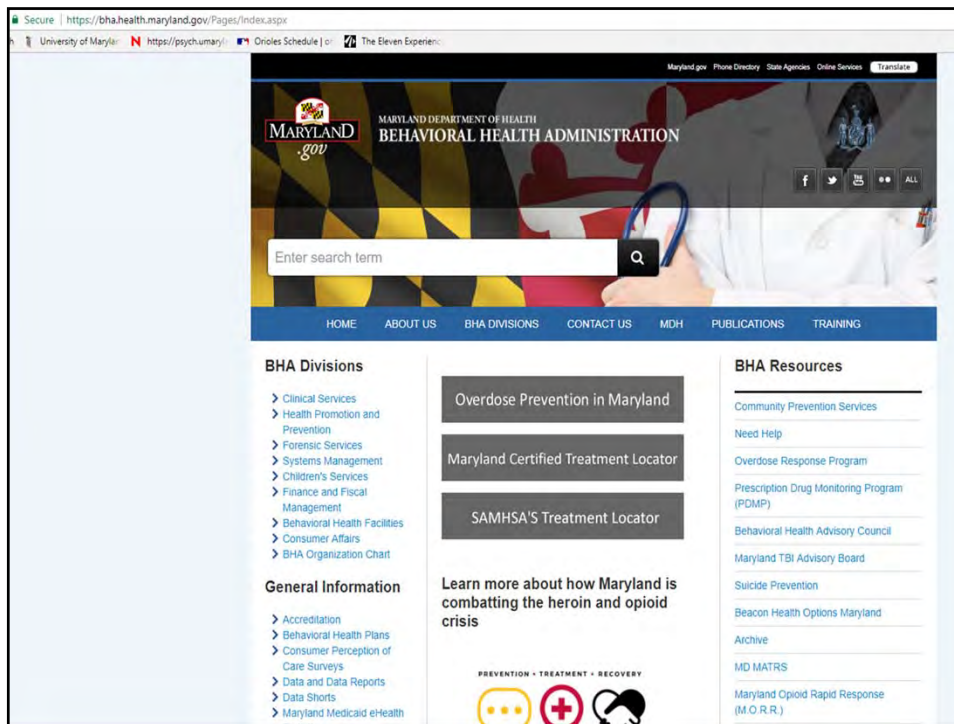 Secure | https://bha.health.maryland.gov/Pages/Index.aspx
h University of Marylan https://psych.umaryla Orioles Schedule | or The Eleven Experienc
Maryland.gov Phone Directory State Agencies Online Services Translate
MARYLAND
.gov
MARYLAND DEPARTMENT OF HEALTH
BEHAVIORAL HEALTH ADMINISTRATION
f You ALL
Enter search term
HOME ABOUT US BHA DIVISIONS CONTACT US MDH PUBLICATIONS TRAINING
BHA Divisions
Clinical Services
Health Promotion and
Prevention
Forensic Services
Systems Management
Children's Services
Finance and Fiscal
Management
Behavioral Health Facilities
Consumer Affairs
BHA Organization Chart
General Information
Accreditation
Behavioral Health Plans
Consumer Perception of
Care Surveys
Data and Data Reports
Data Shorts
Maryland Medicaid eHealth
Overdose Prevention in Maryland
Maryland Certified Treatment Locator
SAMHSA'S Treatment Locator
Learn more about how Maryland is
combatting the heroin and opioid
crisis
PREVENTION • TREATMENT • RECOVERY
BHA Resources
Community Prevention Services
Need Help
Overdose Response Program
Prescription Drug Monitoring Program
(PDMP)
Behavioral Health Advisory Council
Maryland TBI Advisory Board
Suicide Prevention
Beacon Health Options Maryland
Archive
MD MATRS
Maryland Opioid Rapid Response
(M.O.R.R.)